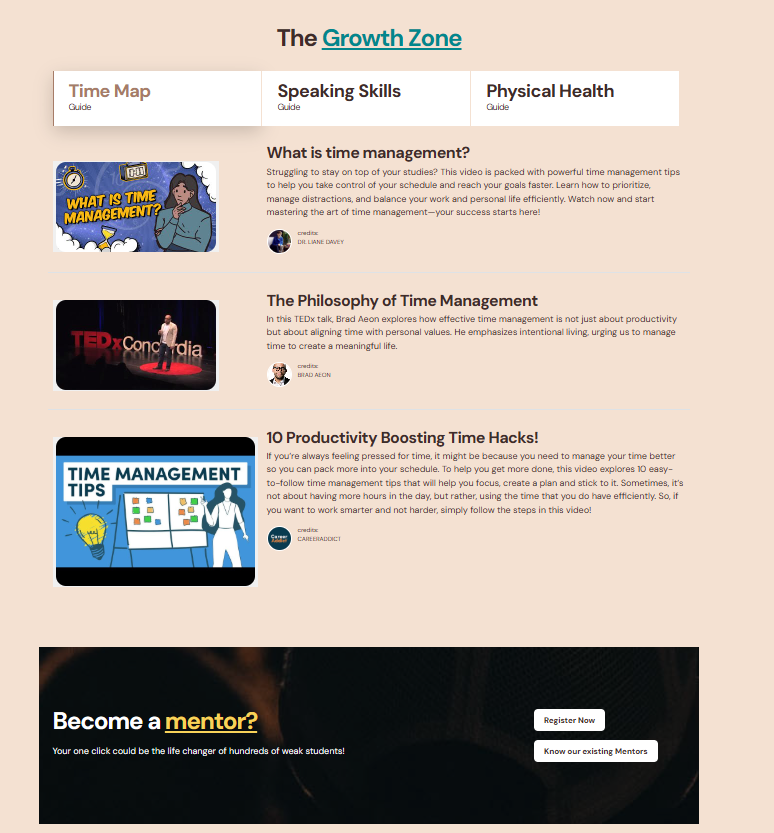 The Growth Zone
Time Map
Guide
Speaking Skills
Guide
Physical Health
Guide
WHAT IS TIME
MANAGEMENT?
What is time management?
Struggling to stay on top of your studies? This video is packed with powerful time management tips
to help you take control of your schedule and reach your goals faster. Learn how to prioritize,
manage distractions, and balance your work and personal life efficiently. Watch now and start
mastering the art of time management—your success starts here!
credits:
DR. LIANE DAVEY
TEDxConcordia
The Philosophy of Time Management
In this TEDx talk, Brad Aeon explores how effective time management is not just about productivity
but about aligning time with personal values. He emphasizes intentional living, urging us to manage
time to create a meaningful life.
credits:
BRAD AEON
TIME MANAGEMENT
TIPS
10 Productivity Boosting Time Hacks!
If you're always feeling pressed for time, it might be because you need to manage your time better
so you can pack more into your schedule. To help you get more done, this video explores 10 easy-
to-follow time management tips that will help you focus, create a plan and stick to it. Sometimes, it's
not about having more hours in the day, but rather, using the time that you do have efficiently. So, if
you want to work smarter and not harder, simply follow the steps in this video!
Career
Addict
credits:
CAREERADDICT
Become a mentor?
Your one click could be the life changer of hundreds of weak students!
Register Now
Know our existing Mentors